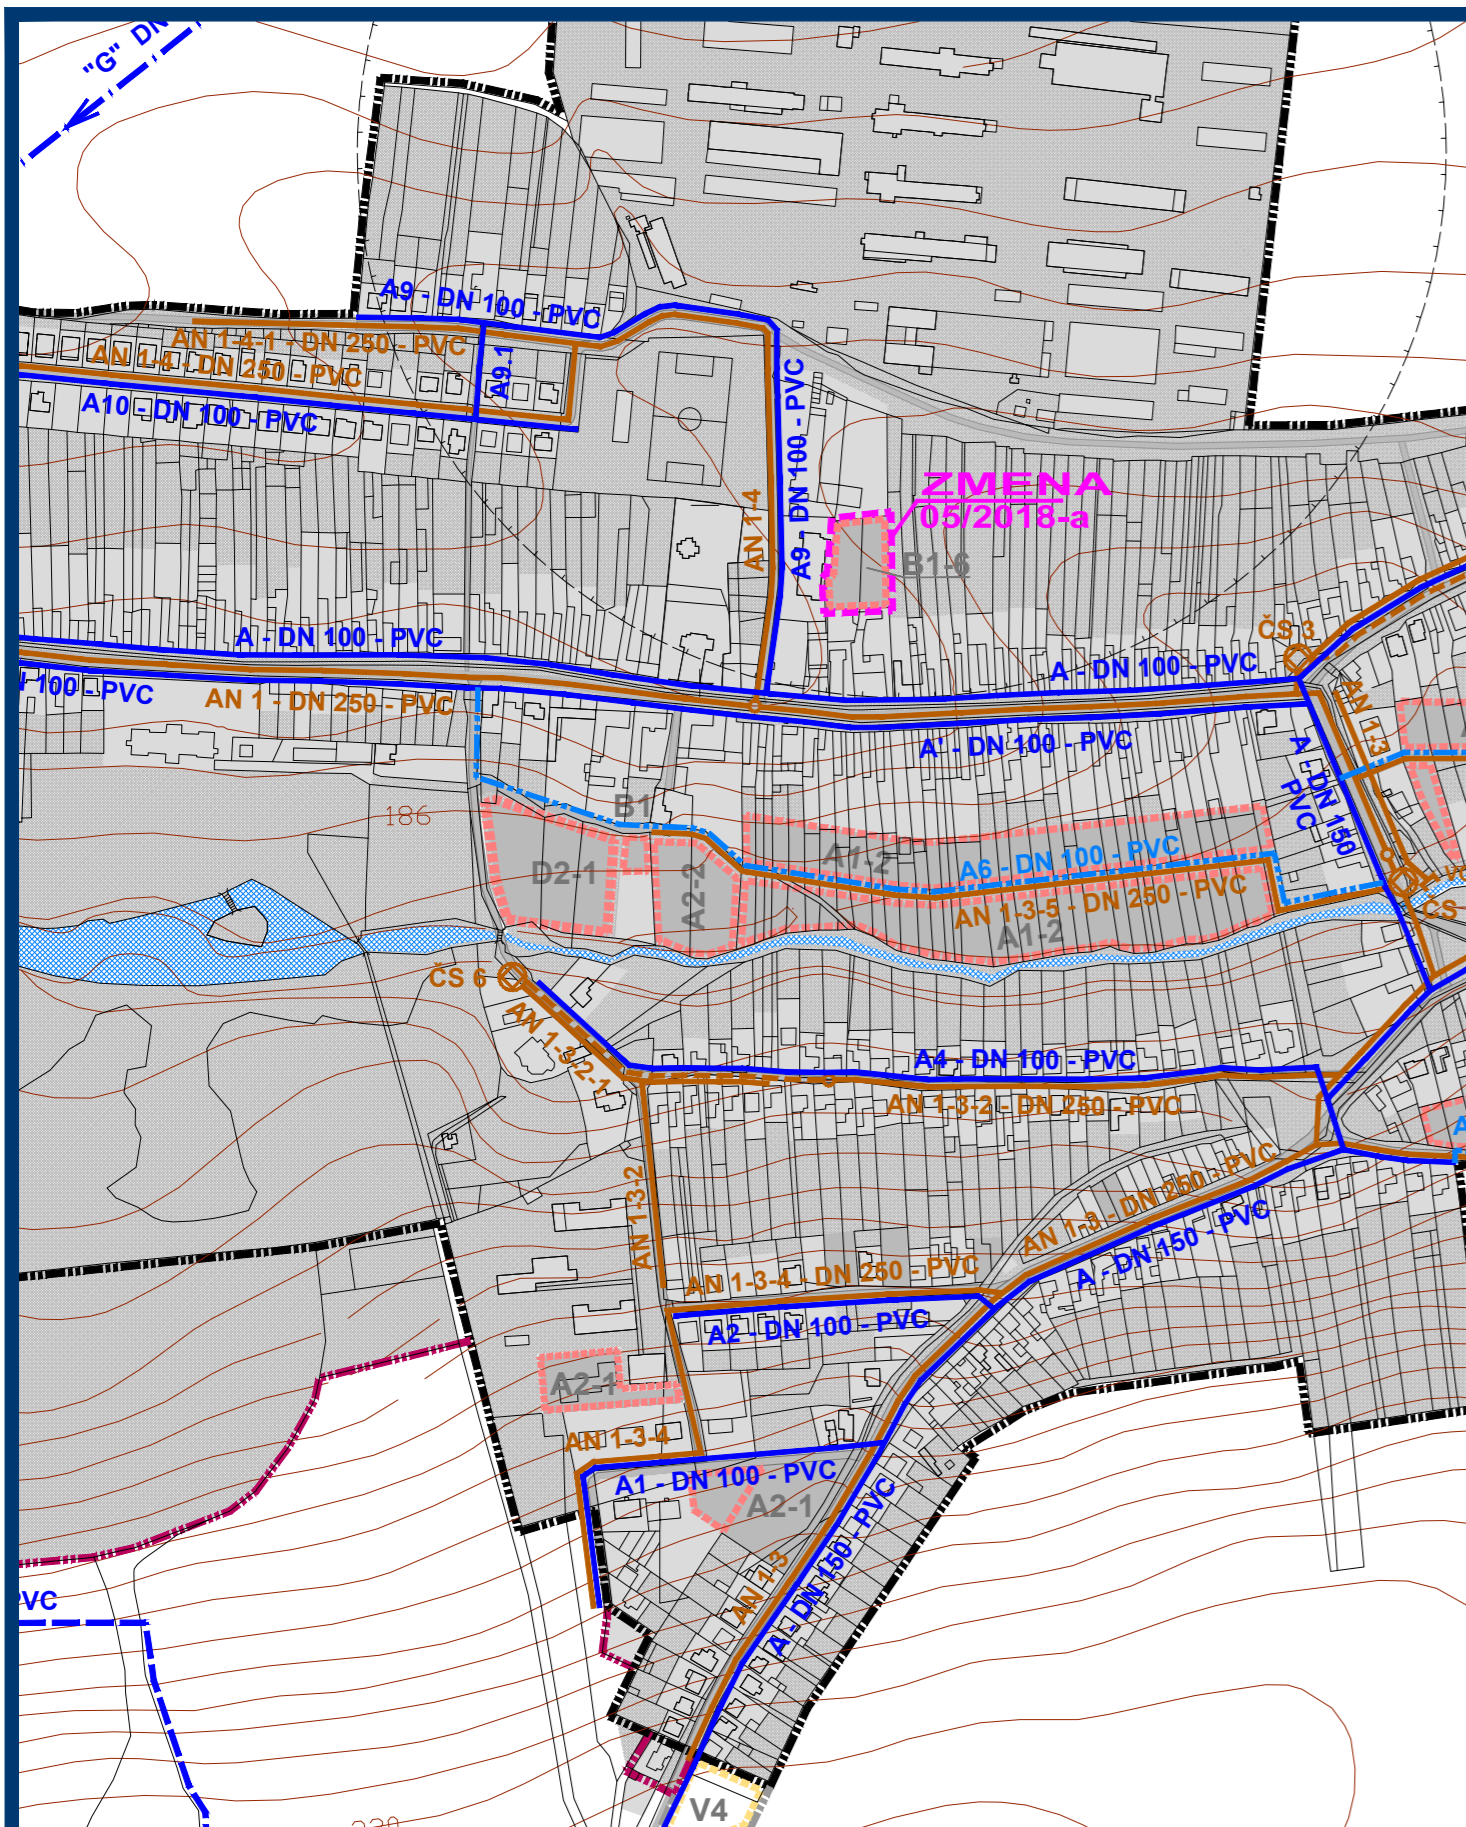 "G" DN
A9 - DN 100 - PVC
AN 1-4-1 - DN 250 - PVC
AN 1-4 - DN 250 - PVC
A9.1
A10 - DN 100 - PVC
A9 - DN 100 - PVC
AN 1-4
ZMENA
05/2018-a
B1-6
ČS 3
A - DN 100 - PVC
A - DN 100 - PVC
100 - PVC
AN 1 - DN 250 - PVC
AN 1-3
A' - DN 100 - PVC
A - DN 150
PVC
186
B1
A1-2
A6 - DN 100 - PVC
D2-1
A2-2
AN 1-3-5 - DN 250 - PVC
A1-2
ČS
ČS 6
AN 1-3-2-1
A4 - DN 100 - PVC
AN 1-3-2 - DN 250 - PVC
A
AN 1-3-2
AN 1-3 - DN 250 - PVC
A - DN 150 - PVC
AN 1-3-4 - DN 250 - PVC
A2 - DN 100 - PVC
A2-1
AN 1-3-4
A1 - DN 100 - PVC
A2-1
AN 1-3
A - DN 150 - PVC
PVC
V4